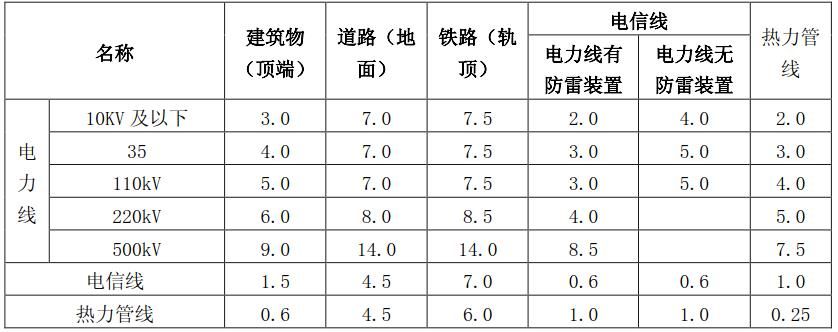 名称 建筑物（顶端） 道路（地面） 铁路（轨顶） 电信线 热力管线
电力线有防雷装置 电力线无防雷装置
电力线 10KV 及以下 3.0 7.0 7.5 2.0 4.0 2.0
35 4.0 7.0 7.5 3.0 5.0 3.0
110kV 5.0 7.0 7.5 3.0 5.0 4.0
220kV 6.0 8.0 8.5 4.0 5.0
500kV 9.0 14.0 14.0 8.5 7.5
电信线 1.5 4.5 7.0 0.6 0.6 1.0
热力管线 0.6 4.5 6.0 1.0 1.0 0.25